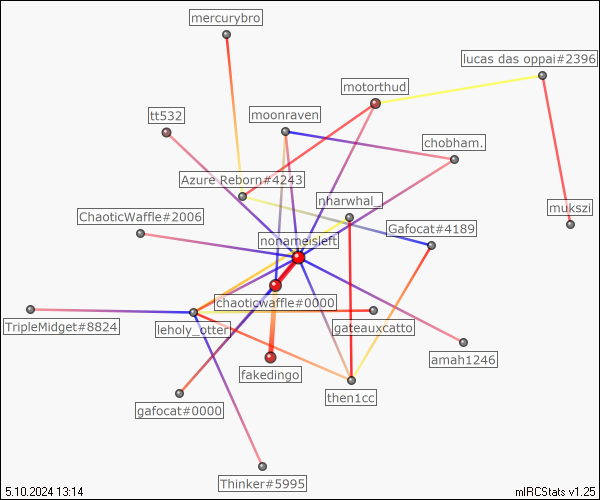 mercurybro
lucas das oppai#2396
motorthud
tt532
moonraven
chobham.
Azure Reborn#4243
nharwhal_
mukszi
ChaoticWaffle#2006
Gafocat#4189
nonameisleft
chaoticwaffle#0000
TripleMidget#8824
leholy_otter
gateauxcatto
amah1246
fakedingo
then1cc
gafocat#0000
Thinker#5995
5.10.2024 13:14
mIRCStats v1.25